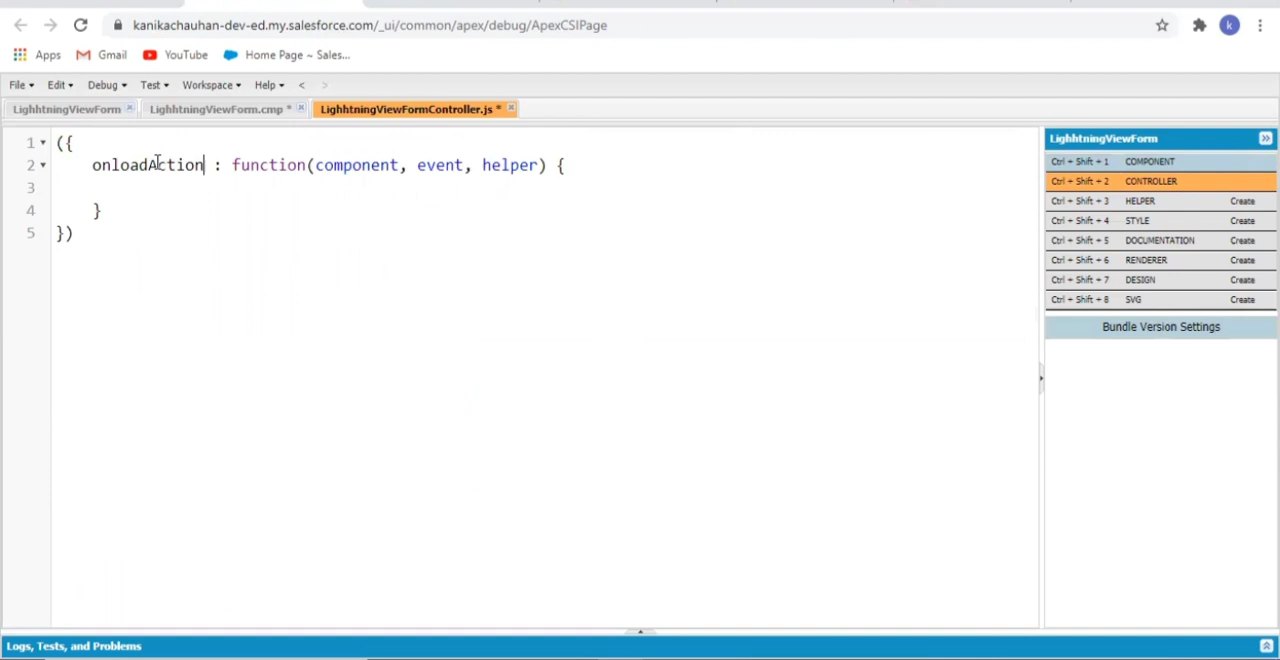 kanikachauhan-dev-ed.my.salesforce.com/_ui/common/apex/debug/ApexCSIPage
k
Apps Gmail YouTube Home Page ~ Sales...
File Edit Debug Test Workspace Help < >
LighhtningViewForm LighhtningViewForm.cmp * LighhtningViewFormController.js *
1 ({
2 onloadAction : function(component, event, helper) {
3
4 }
5 })
LighhtningViewForm
Ctrl + Shift + 1 COMPONENT
Ctrl + Shift + 2 CONTROLLER
Ctrl + Shift + 3 HELPER Create
Ctrl + Shift + 4 STYLE Create
Ctrl + Shift + 5 DOCUMENTATION Create
Ctrl + Shift + 6 RENDERER Create
Ctrl + Shift + 7 DESIGN Create
Ctrl + Shift + 8 SVG Create
Bundle Version Settings
Logs, Tests, and Problems